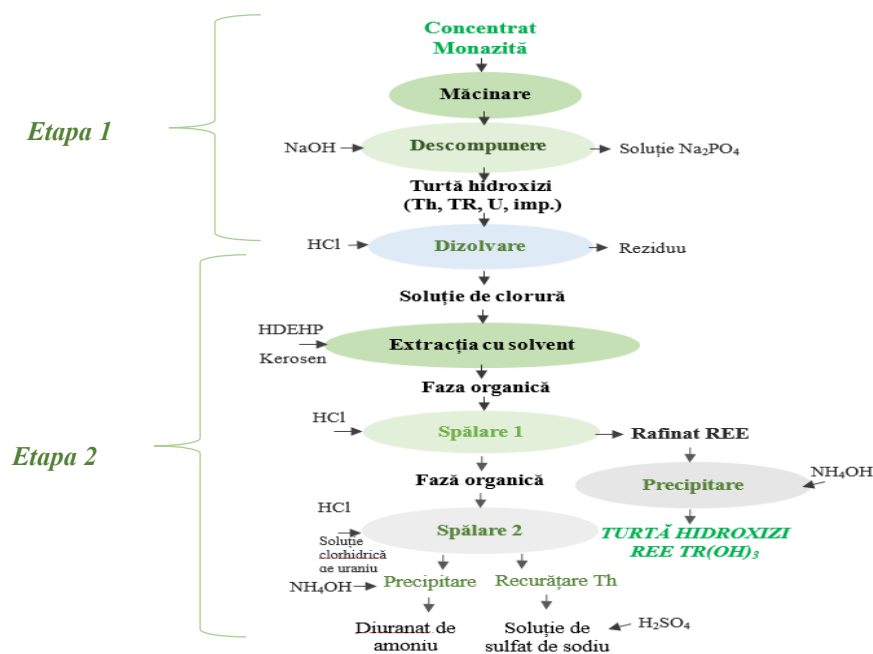 Concentrat
Monazită
Măcinare
Etapa 1
NaOH
Descompunere
Soluție Na₂PO₄
Turtă hidroxizi
(Th, TR, U, imp.)
HCl
Dizolvare
Reziduu
Soluție de clorură
HDEHP
Kerosen
Extracția cu solvent
Faza organică
HCl
Spălare 1
Rafinat REE
Etapa 2
Fază organică
Precipitare
NH₄OH
HCl
Soluție
clorhidrică
de uraniu
Spălare 2
TURTĂ HIDROXIZI
REE TR(OH)₃
NH₄OH
Precipitare
Recurățare Th
Diuranat de
amoniu
Soluție de
sulfat de sodiu
H₂SO₄